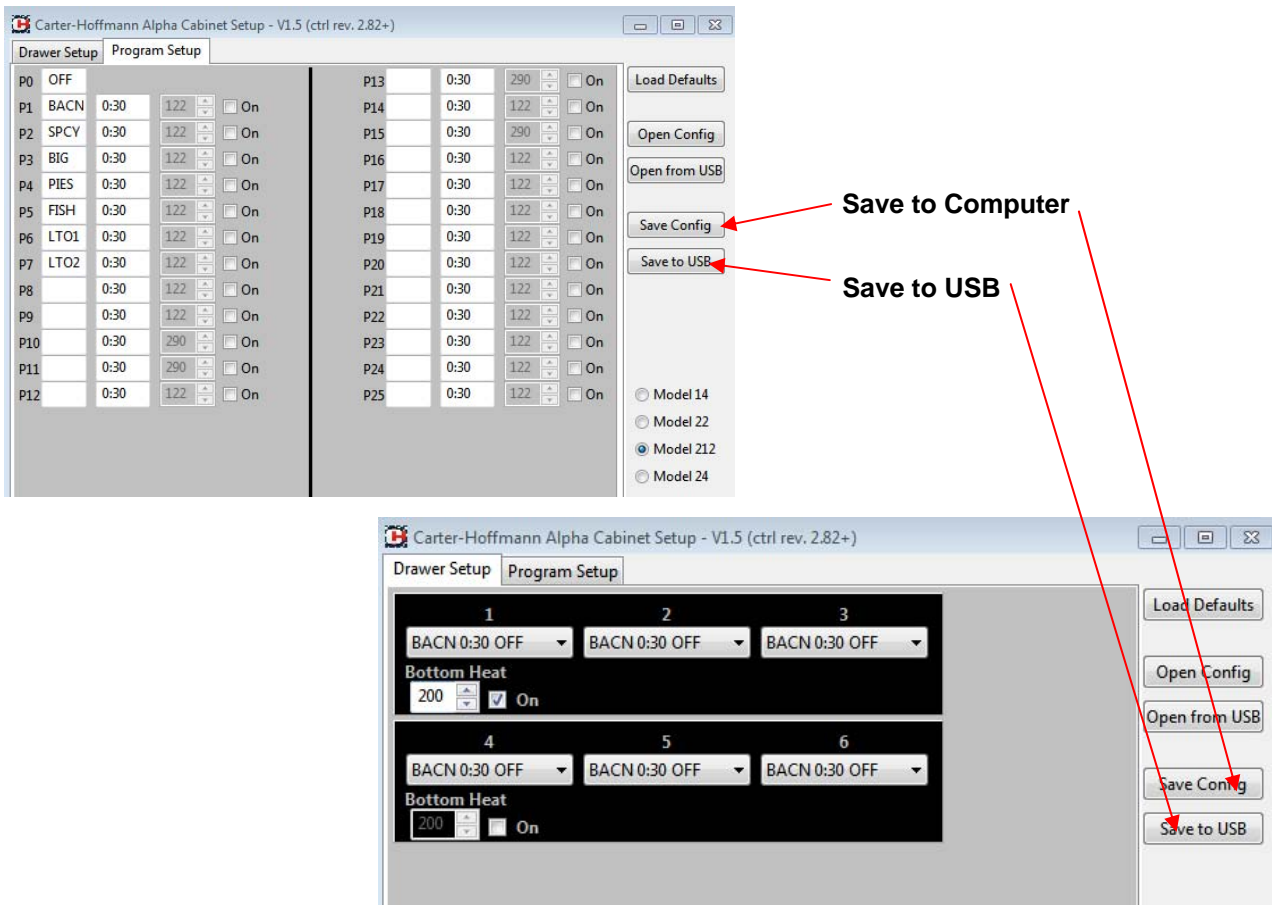 Carter-Hoffmann Alpha Cabinet Setup - V1.5 (ctrl rev. 2.82+)
Drawer Setup Program Setup
P0 OFF
P1 BACN 0:30 122 On
P2 SPCY 0:30 122 On
P3 BIG 0:30 122 On
P4 PIES 0:30 122 On
P5 FISH 0:30 122 On
P6 LTO1 0:30 122 On
P7 LTO2 0:30 122 On
P8 0:30 122 On
P9 0:30 122 On
P10 0:30 290 On
P11 0:30 290 On
P12 0:30 122 On
P13 0:30 290 On
P14 0:30 122 On
P15 0:30 290 On
P16 0:30 122 On
P17 0:30 122 On
P18 0:30 122 On
P19 0:30 122 On
P20 0:30 122 On
P21 0:30 122 On
P22 0:30 122 On
P23 0:30 122 On
P24 0:30 122 On
P25 0:30 122 On
Load Defaults
Open Config
Open from USB
Save Config
Save to USB
Model 14
Model 22
Model 212
Model 24
Save to Computer
Save to USB
Carter-Hoffmann Alpha Cabinet Setup - V1.5 (ctrl rev. 2.82+)
Drawer Setup Program Setup
1 2 3
BACN 0:30 OFF BACN 0:30 OFF BACN 0:30 OFF
Bottom Heat
200 On
4 5 6
BACN 0:30 OFF BACN 0:30 OFF BACN 0:30 OFF
Bottom Heat
200 On
Load Defaults
Open Config
Open from USB
Save Config
Save to USB